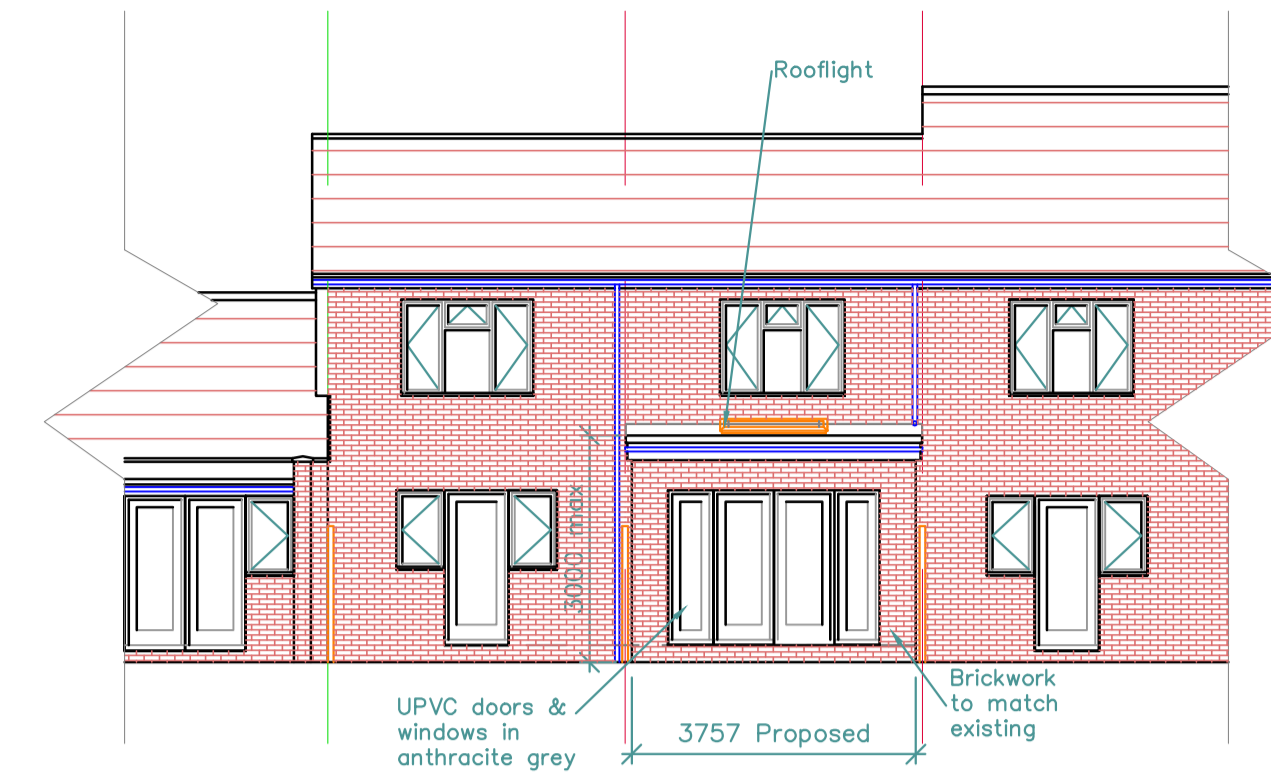 Rooflight
3000 max
UPVC doors &
windows in
anthracite grey
3757 Proposed
Brickwork
to match
existing